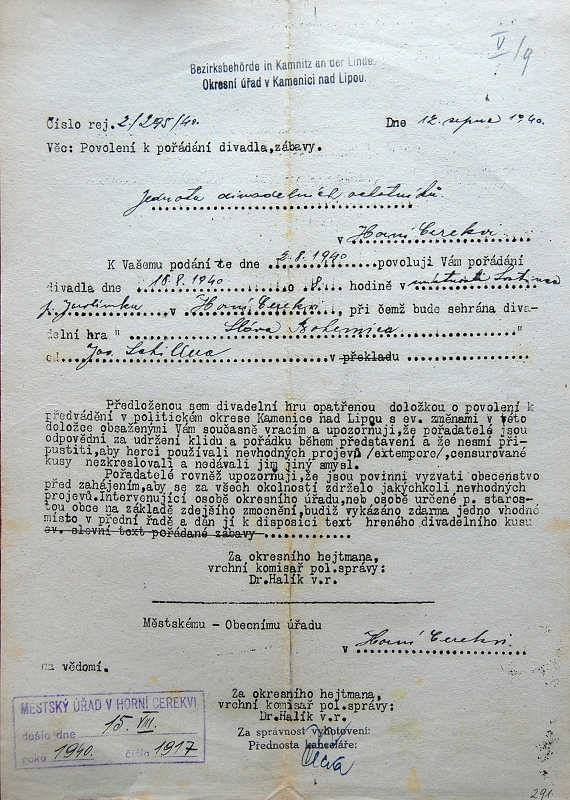 V/9
Bezirksbehörde in Kamnitz an der Linde.
Okresní úřad v Kamenici nad Lipou.
Číslo rej. 2/295/40. Dne 12. srpna 1940.
Věc: Povolení k pořádání divadla, zábavy.
Jednota divadelních ochotníků
v Horní Cerekvi
K Vašemu podání te dne 2.8.1940 povoluji Vám pořádání
divadla dne 18.8.1940 o 8. hodině v
p. Jarolímka v Horní Cerekvi, při čemž bude sehrána diva-
delní hra " Sláva Bohemica "
od Jos. v překladu
Předloženou sem divadelní hru opatřenou doložkou o povolení k
předvádění v politickém okrese Kamenice nad Lipou s ev. změnami v této
doložce obsaženými Vám současně vracím a upozorňuji, že pořadatelé jsou
odpovědni za udržení klidu a pořádku během představení a že nesmí při-
pustiti, aby herci používali nevhodných projevů /extempore/, censurované
kusy nezkreslovali a nedávali jim jiný smysl.
Pořadatele rovněž upozorňuji, že jsou povinni vyzvati obecenstvo
před zahájením, aby se za všech okolností zdrželo jakýchkoli nevhodných
projevů. Intervenující osobě okresního úřadu, neb osobě určené p. staros-
tou obce na základě zdejšího zmocnění, budiž vykázáno zdarma jedno vhodné
místo v přední řadě a dán jí k disposici text hreného divadelního kusu
ev. slovní text pořádané zábavy
Za okresního hejtmana,
vrchní komisař pol. správy:
Dr. Halík v.r.
Městskému - Obecnímu úřadu
v Horní Cerekvi.
na vědomí.
Za okresního hejtmana,
vrchní komisař pol. správy:
Dr. Halík v.r.
Za správnost vyhotovení:
Přednosta kanceláře:
MĚSTSKÝ ÚŘAD V HORNÍ CEREKVI
došlo dne 15. VIII.
roku 1940. číslo 1917
291